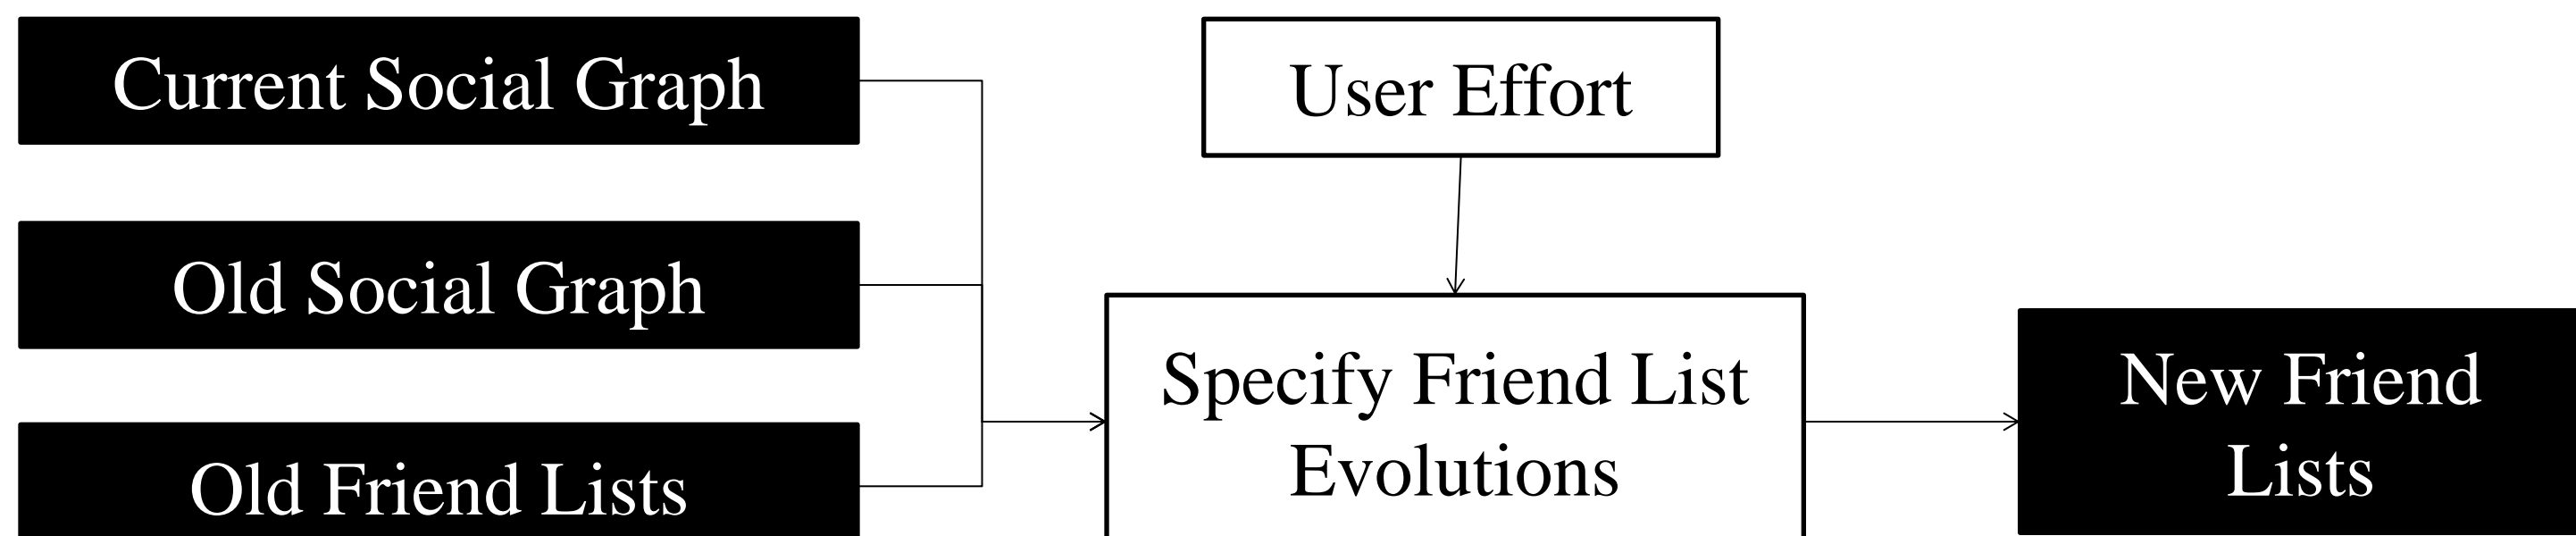 Current Social Graph
User Effort
Old Social Graph
Specify Friend List
Evolutions
New Friend
Lists
Old Friend Lists